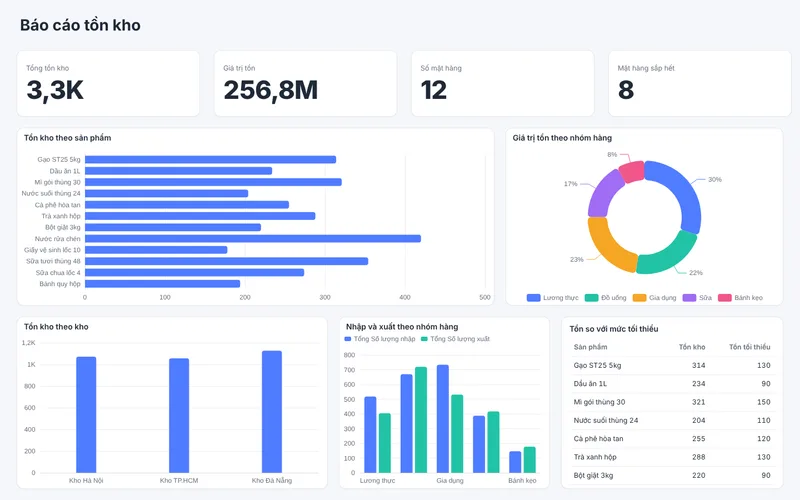 Báo cáo tồn kho
Tổng tồn kho
3,3K
Giá trị tồn
256,8M
Số mặt hàng
12
Mặt hàng sắp hết
8
Tồn kho theo sản phẩm
Gạo ST25 5kg
Dầu ăn 1L
Mì gói thùng 30
Nước suối thùng 24
Cà phê hòa tan
Trà xanh hộp
Bột giặt 3kg
Nước rửa chén
Giấy vệ sinh lốc 10
Sữa tươi thùng 48
Sữa chua lốc 4
Bánh quy hộp
0 100 200 300 400 500
Giá trị tồn theo nhóm hàng
8%
30%
17%
23%
22%
Lương thực Đồ uống Gia dụng Sữa Bánh kẹo
Tồn kho theo kho
1,2K
1K
800
600
400
200
0
Kho Hà Nội Kho TP.HCM Kho Đà Nẵng
Nhập và xuất theo nhóm hàng
Tổng Số lượng nhập Tổng Số lượng xuất
800
700
600
500
400
300
200
100
0
Lương thực Gia dụng Bánh kẹo
Tồn so với mức tối thiểu
Sản phẩm Tồn kho Tồn tối thiểu
Gạo ST25 5kg 314 130
Dầu ăn 1L 234 90
Mì gói thùng 30 321 150
Nước suối thùng 24 204 110
Cà phê hòa tan 255 120
Trà xanh hộp 288 130
Bột giặt 3kg 220 90